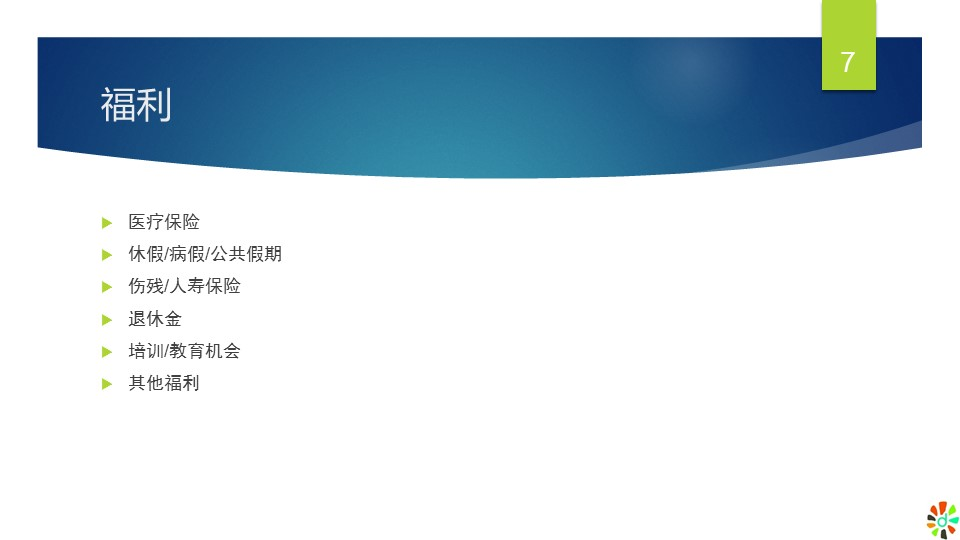 7
福利
医疗保险
休假/病假/公共假期
伤残/人寿保险
退休金
培训/教育机会
其他福利
d